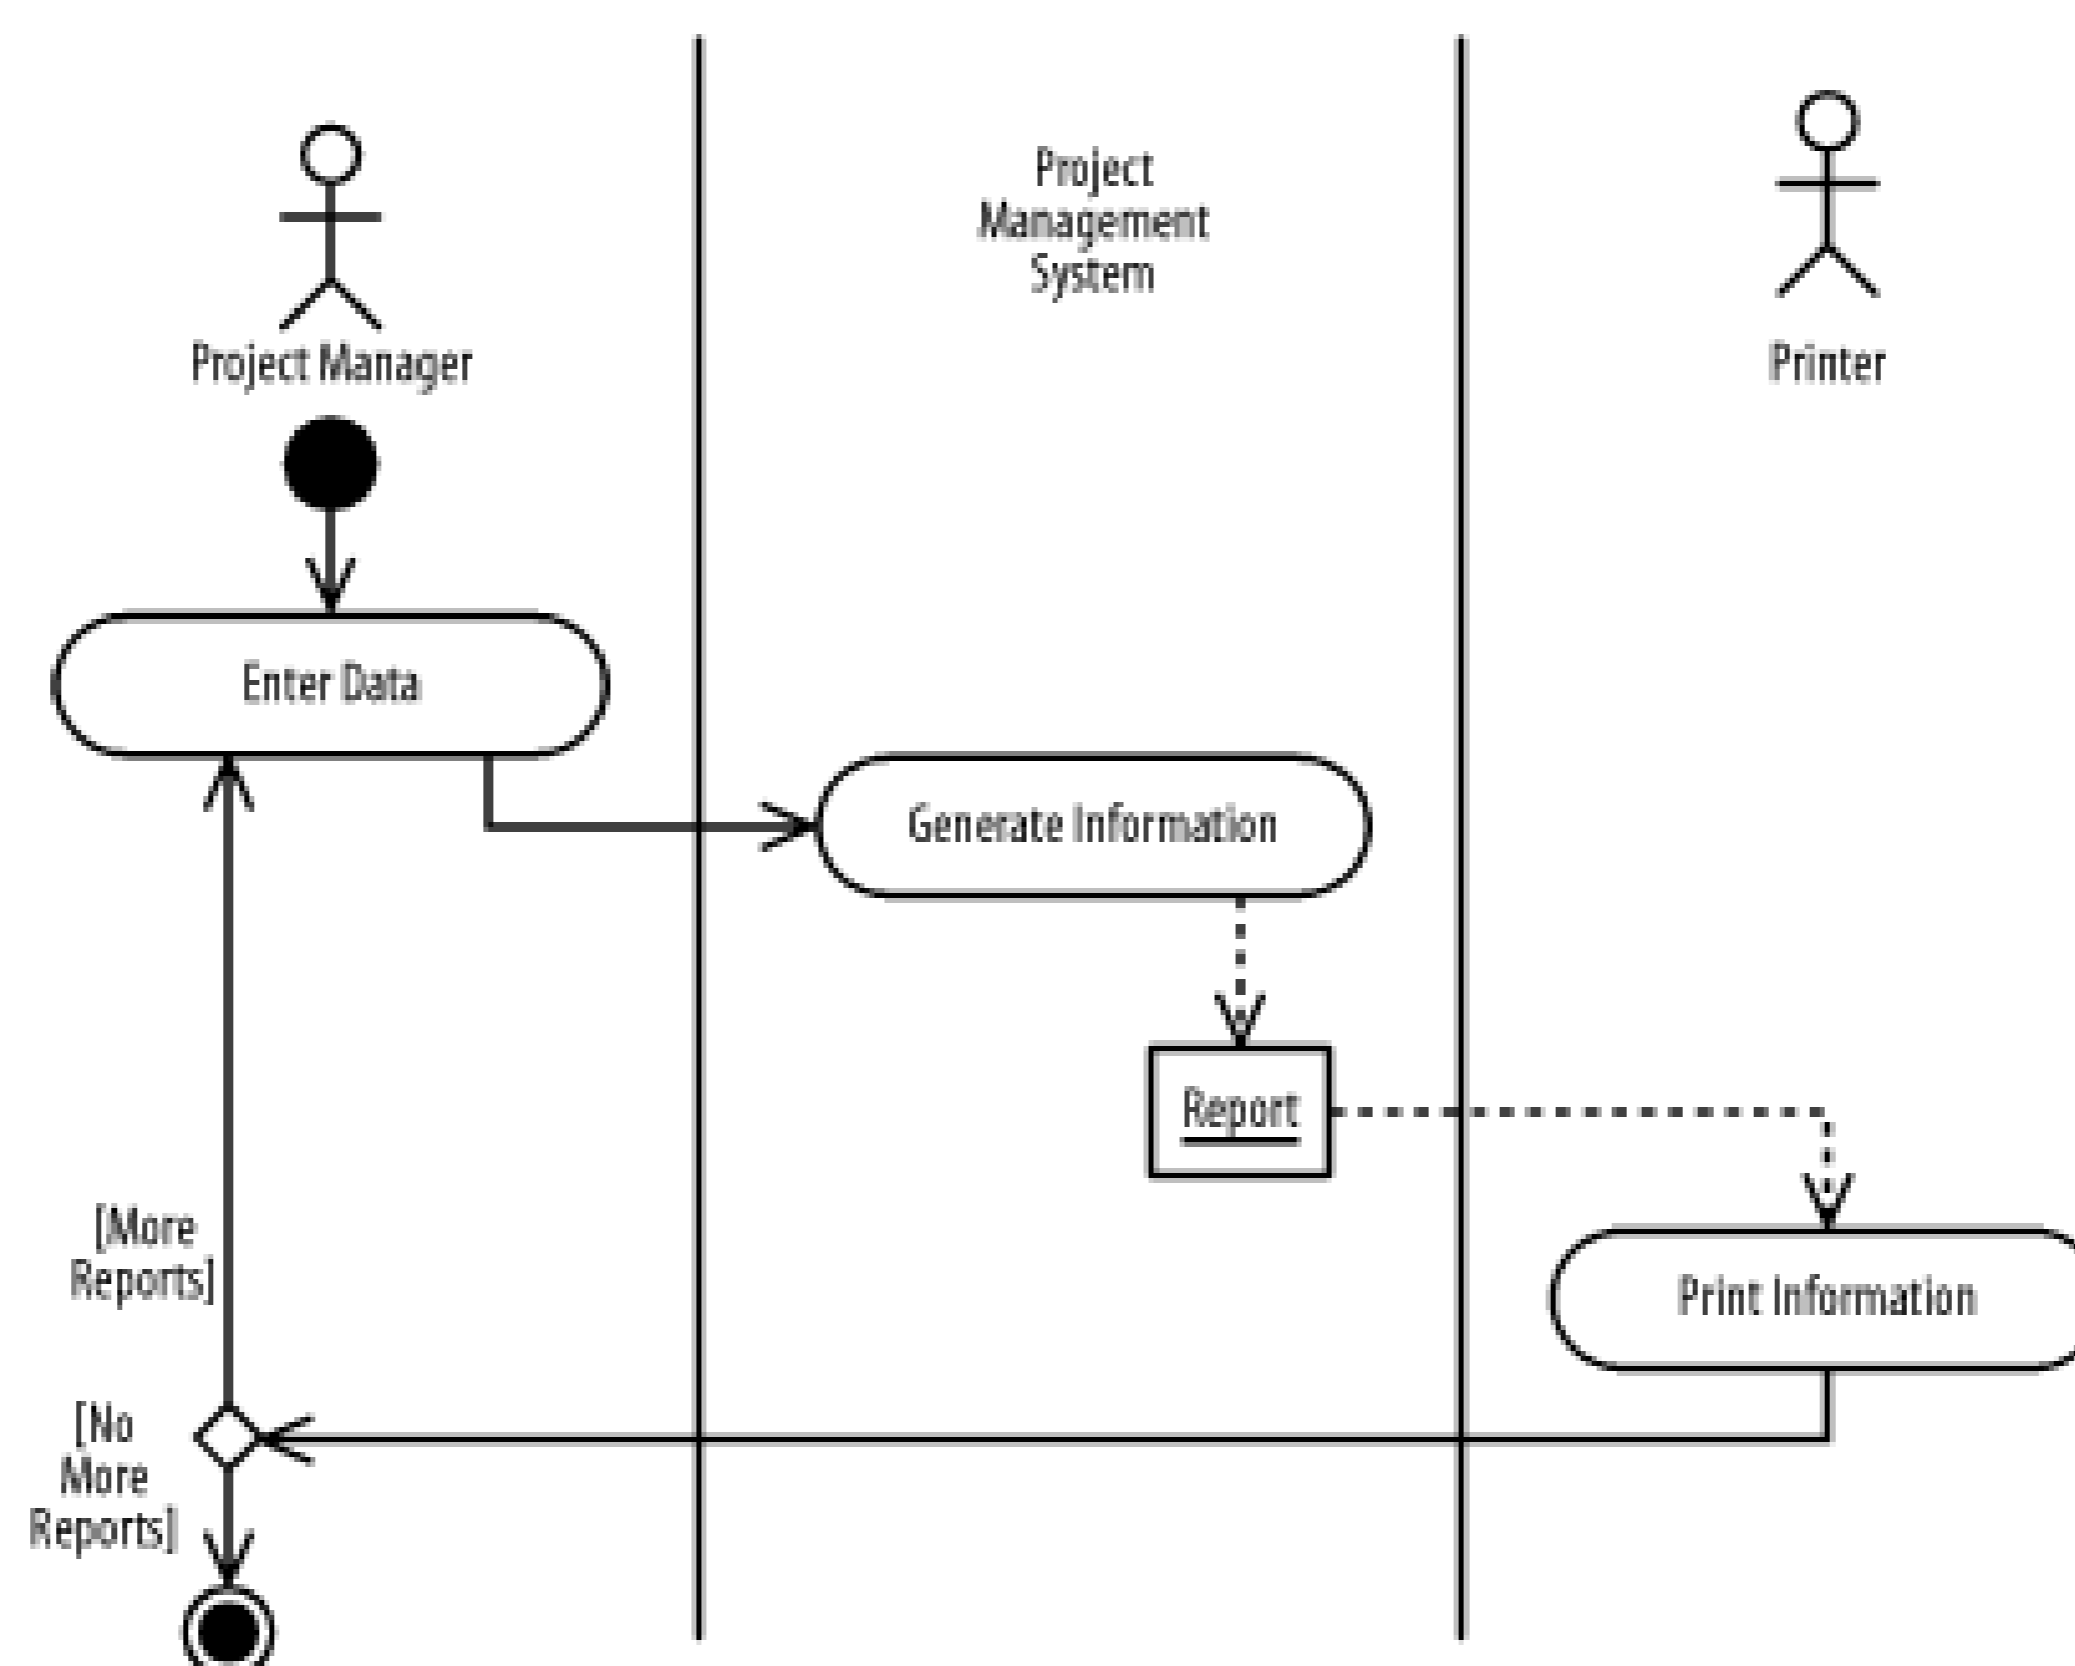 Project
Management
System
Project Manager
Printer
Enter Data
Generate Information
Report
[More
Reports]
Print Information
[No
More
Reports]